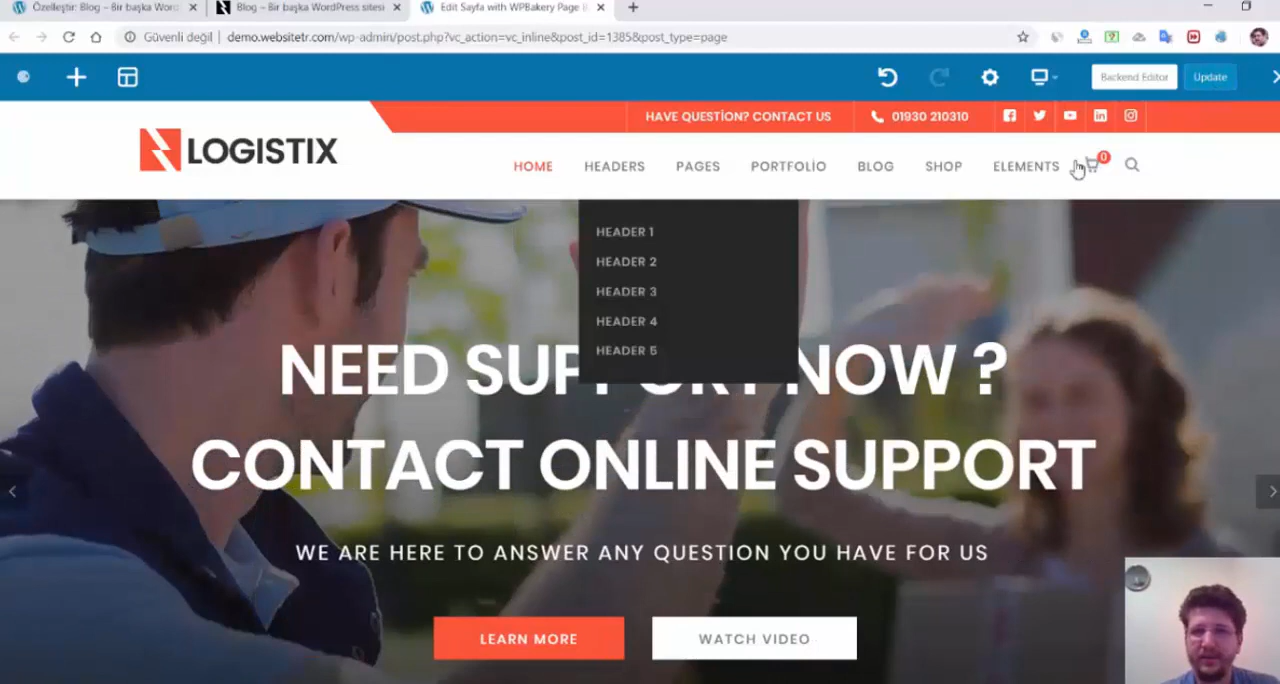 Özelleştir: Blog – Bir başka Wor
Blog – Bir başka WordPress sitesi
Edit Sayfa with WPBakery Page
Güvenli değil
demo.websitetr.com/wp-admin/post.php?vc_action=vc_inline&post_id=1385&post_type=page
Backend Editor
Update
HAVE QUESTİON? CONTACT US
01930 210310
LOGISTIX
HOME
HEADERS
PAGES
PORTFOLİO
BLOG
SHOP
ELEMENTS
0
HEADER 1
HEADER 2
HEADER 3
HEADER 4
HEADER 5
NEED SUPPORT NOW ?
CONTACT ONLINE SUPPORT
WE ARE HERE TO ANSWER ANY QUESTION YOU HAVE FOR US
LEARN MORE
WATCH VIDEO